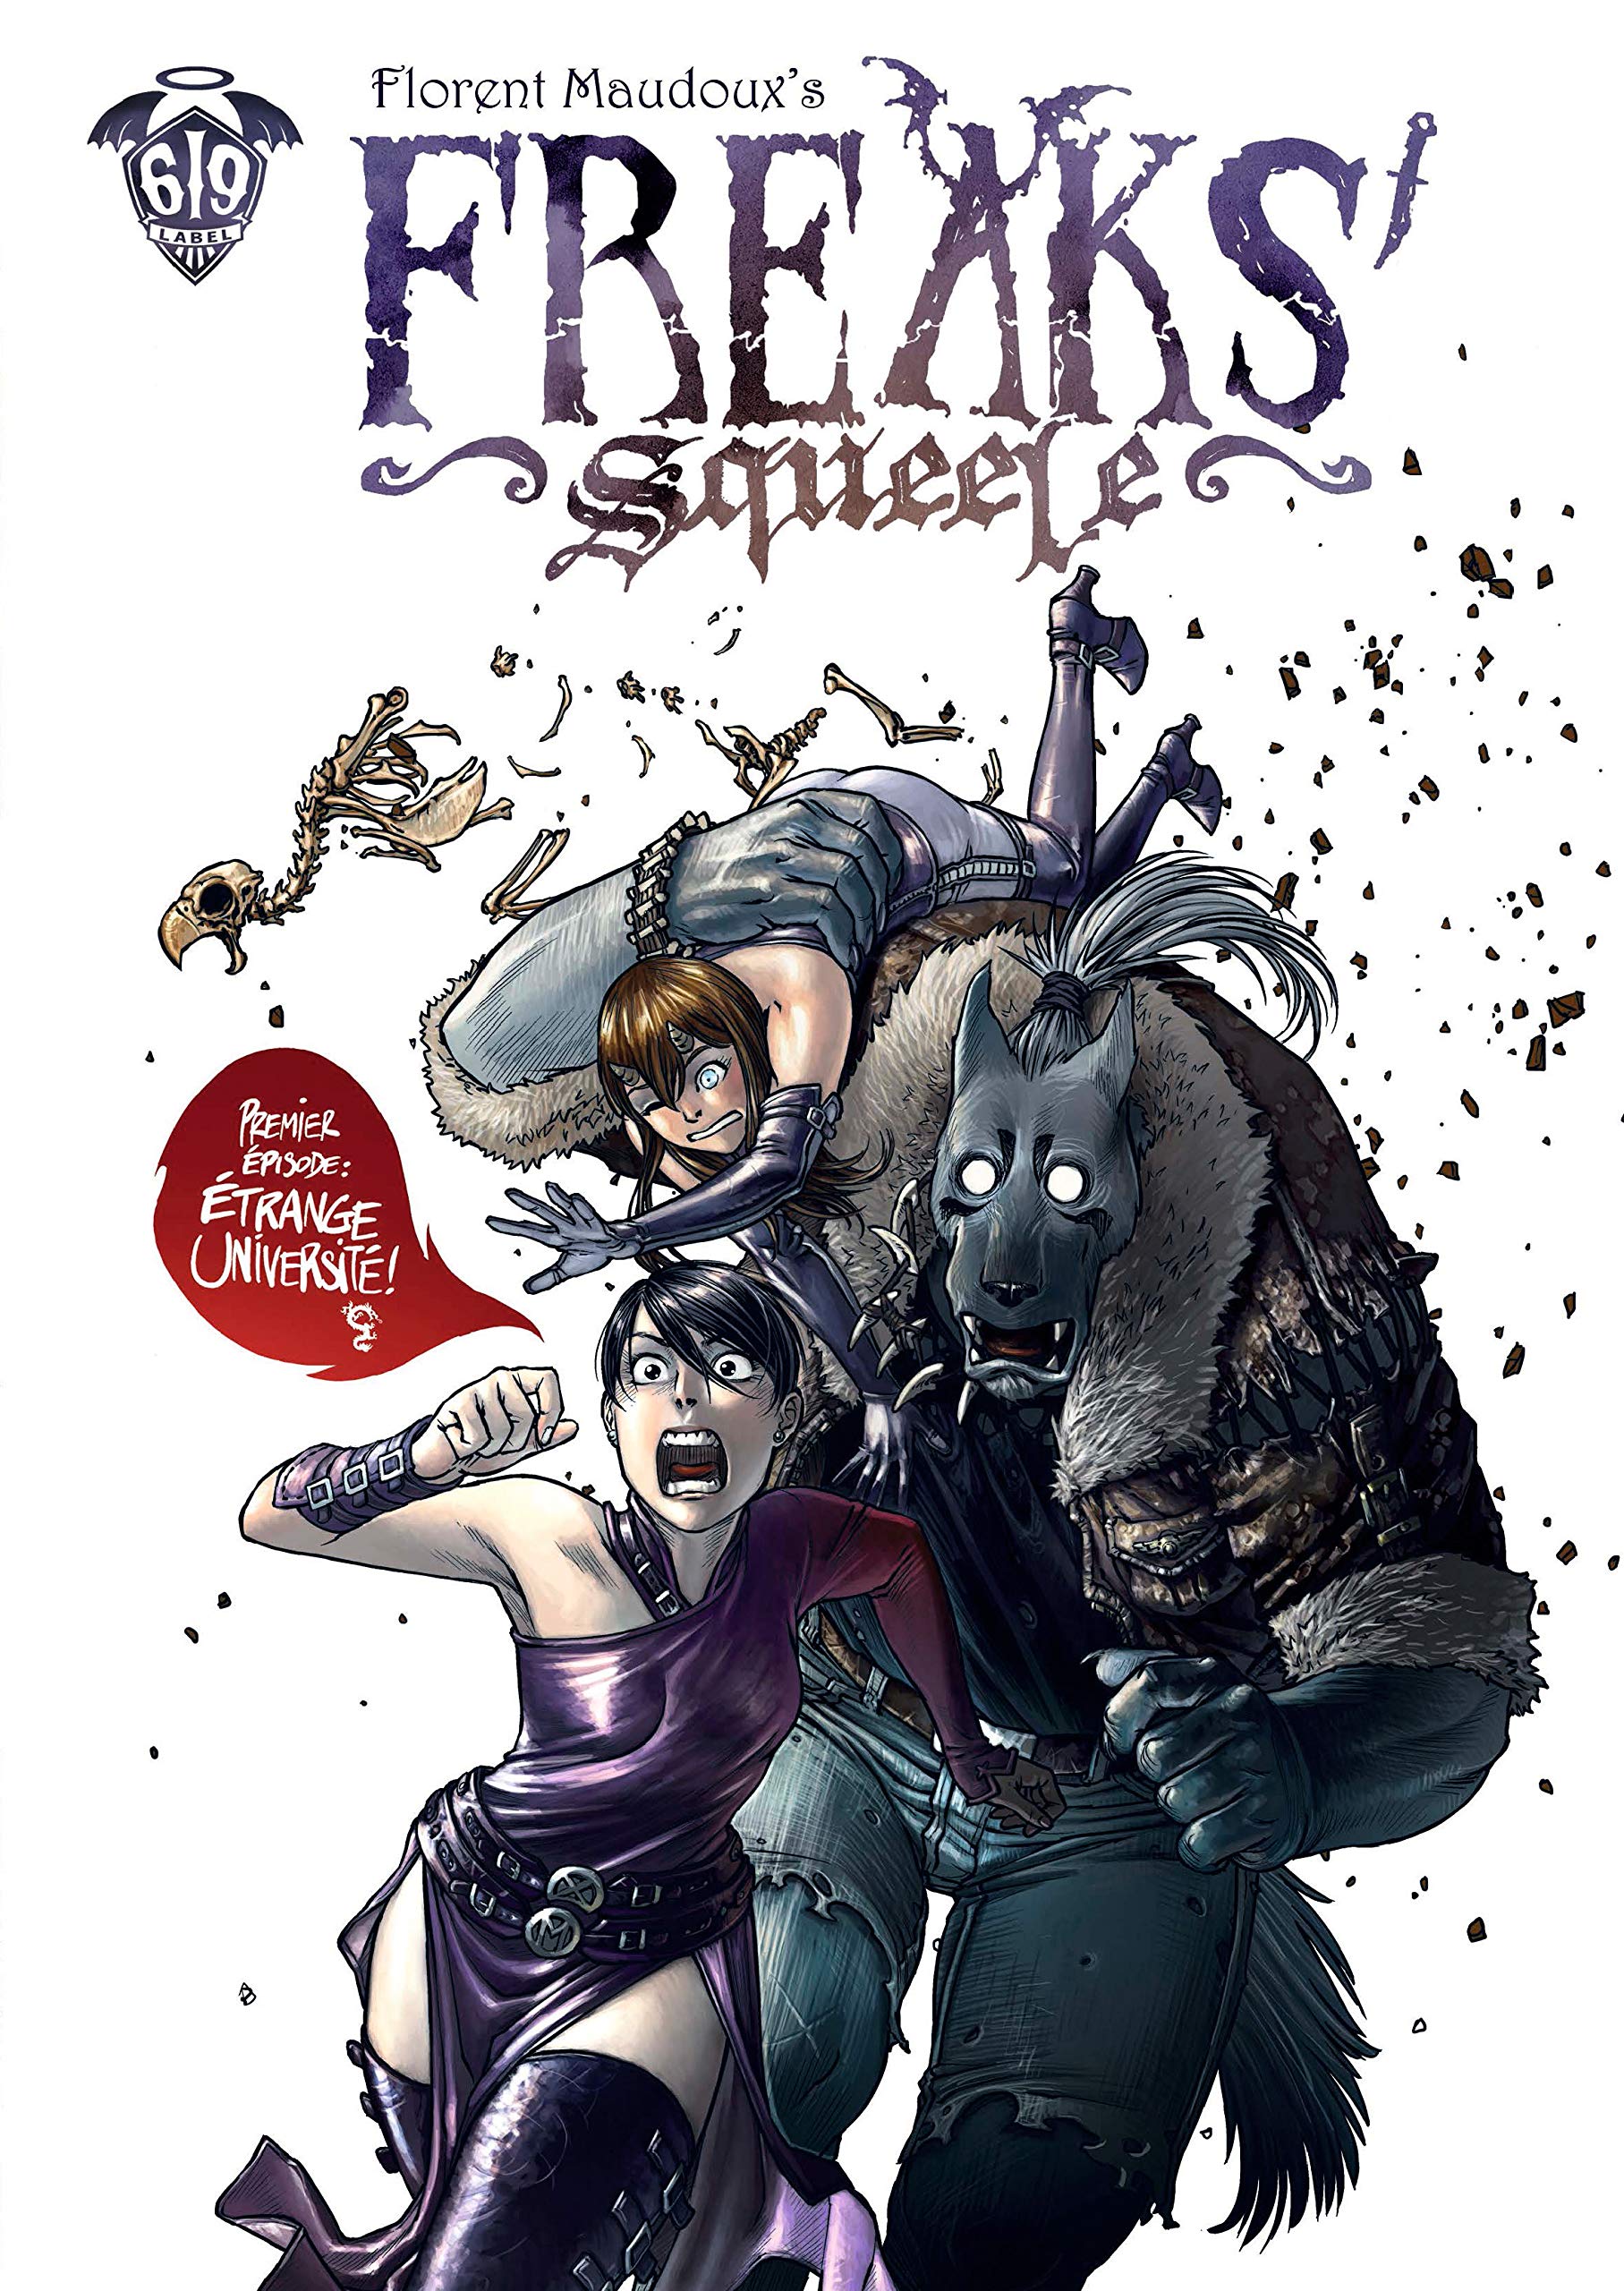 Florent Maudoux's
619
LABEL
FREAKS'
Squeele
PREMIER
ÉPISODE:
ÉTRANGE
UNIVERSITÉ!
M